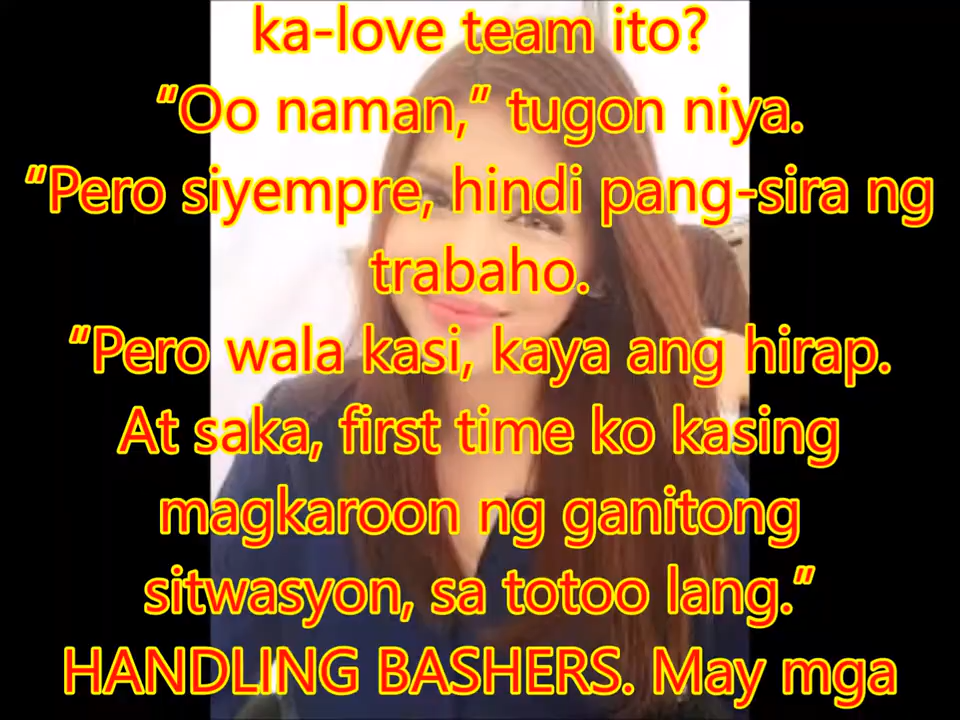 ka-love team ito?
“Oo naman,” tugon niya.
“Pero siyempre, hindi pang-sira ng
trabaho.
“Pero wala kasi, kaya ang hirap.
At saka, first time ko kasing
magkaroon ng ganitong
sitwasyon, sa totoo lang.”
HANDLING BASHERS. May mga